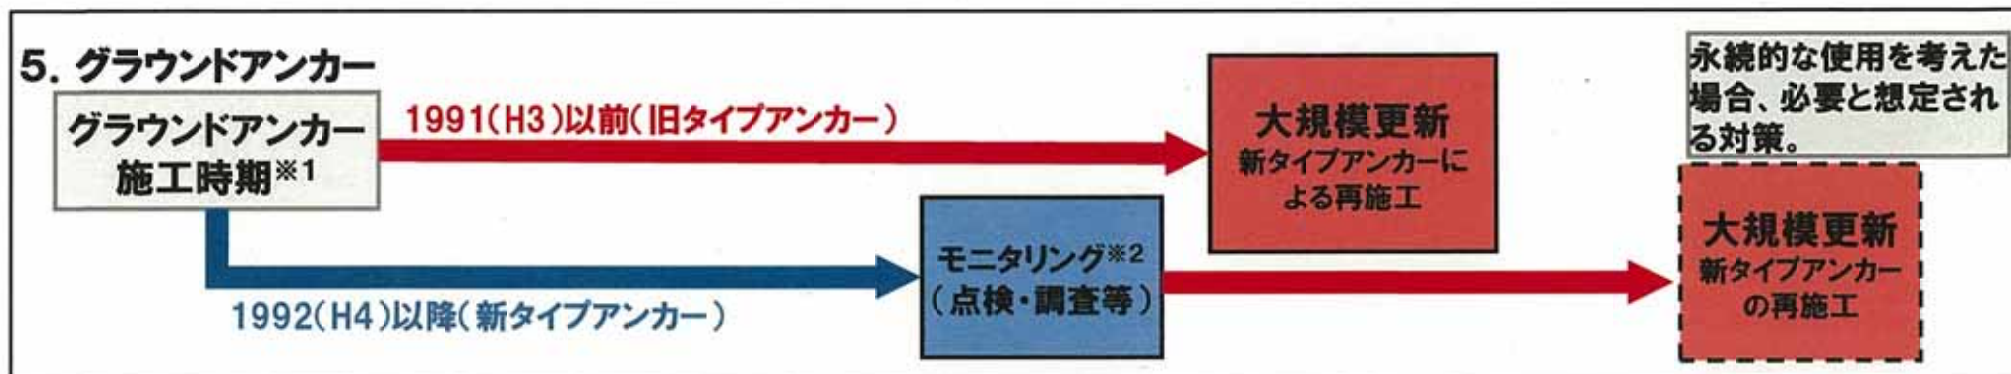 5. グラウンドアンカー
グラウンドアンカー
施工時期※1
1991(H3)以前(旧タイプアンカー)
大規模更新
新タイプアンカーに
よる再施工
永続的な使用を考えた
場合、必要と想定され
る対策。
1992(H4)以降(新タイプアンカー)
モニタリング※2
(点検・調査等)
大規模更新
新タイプアンカー
の再施工